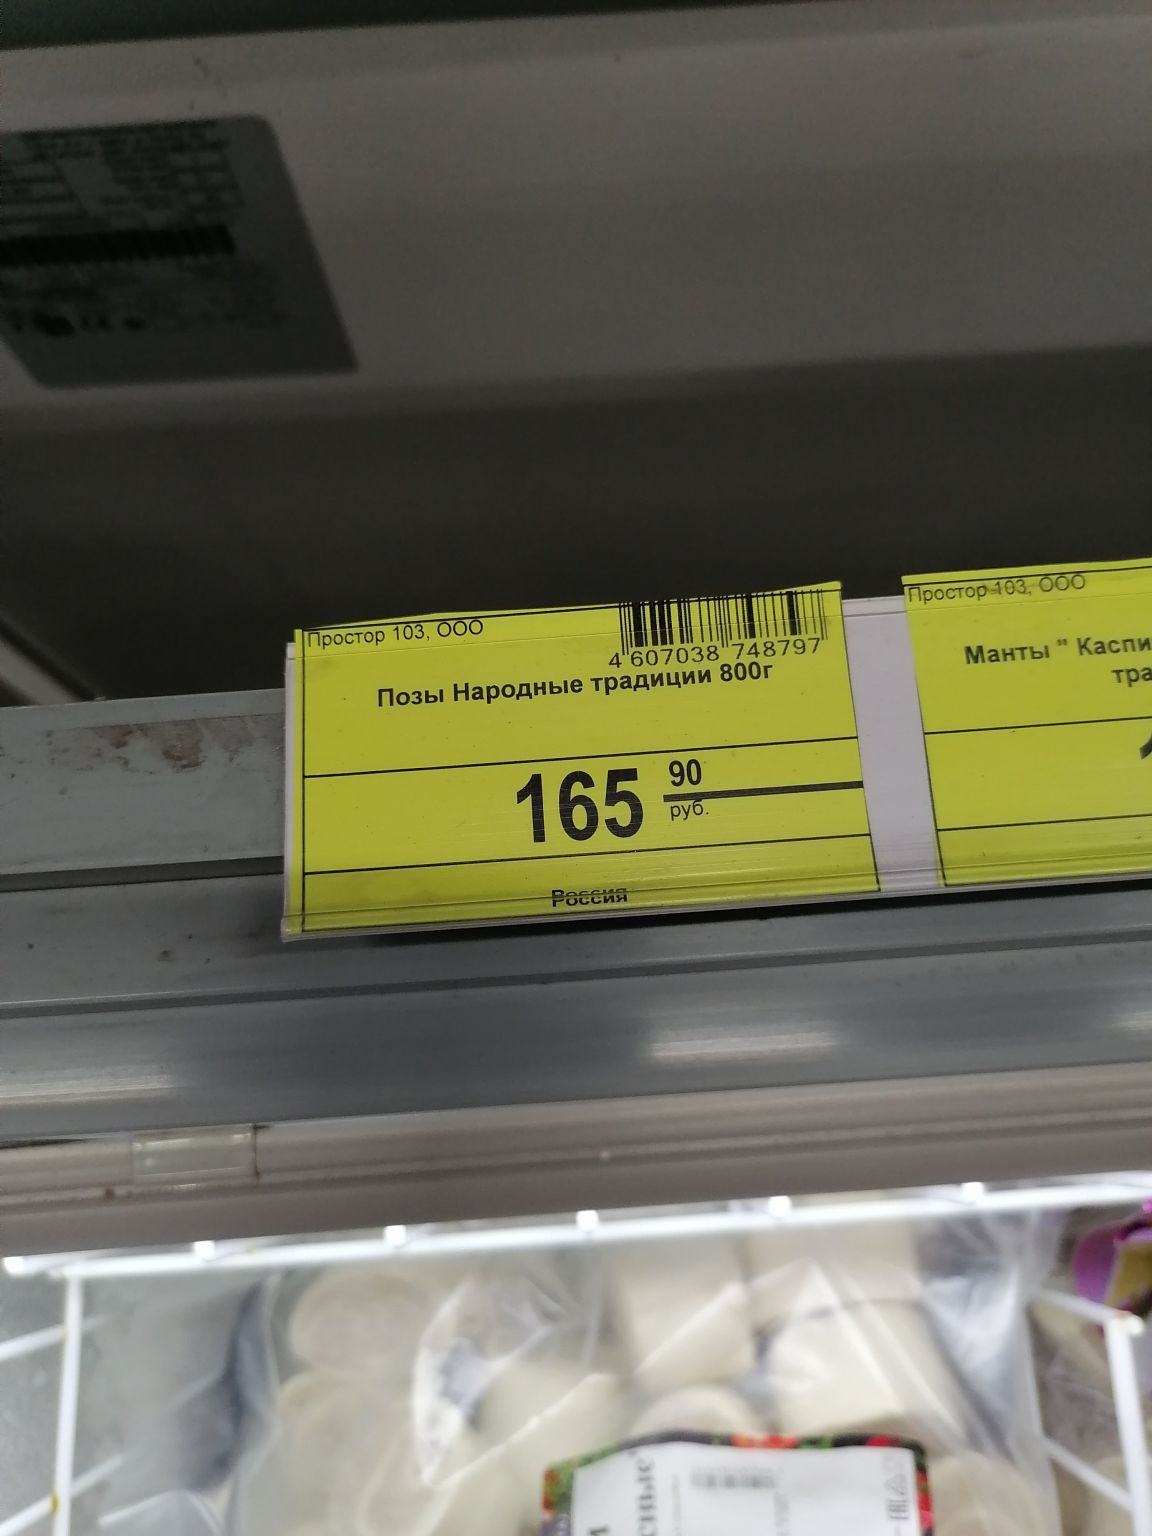 Простор 103, ООО
4 607038 748797
Позы Народные традиции 800г
165 90
руб.
Россия
Простор 103, ООО
Манты " Каспи
тра
сные